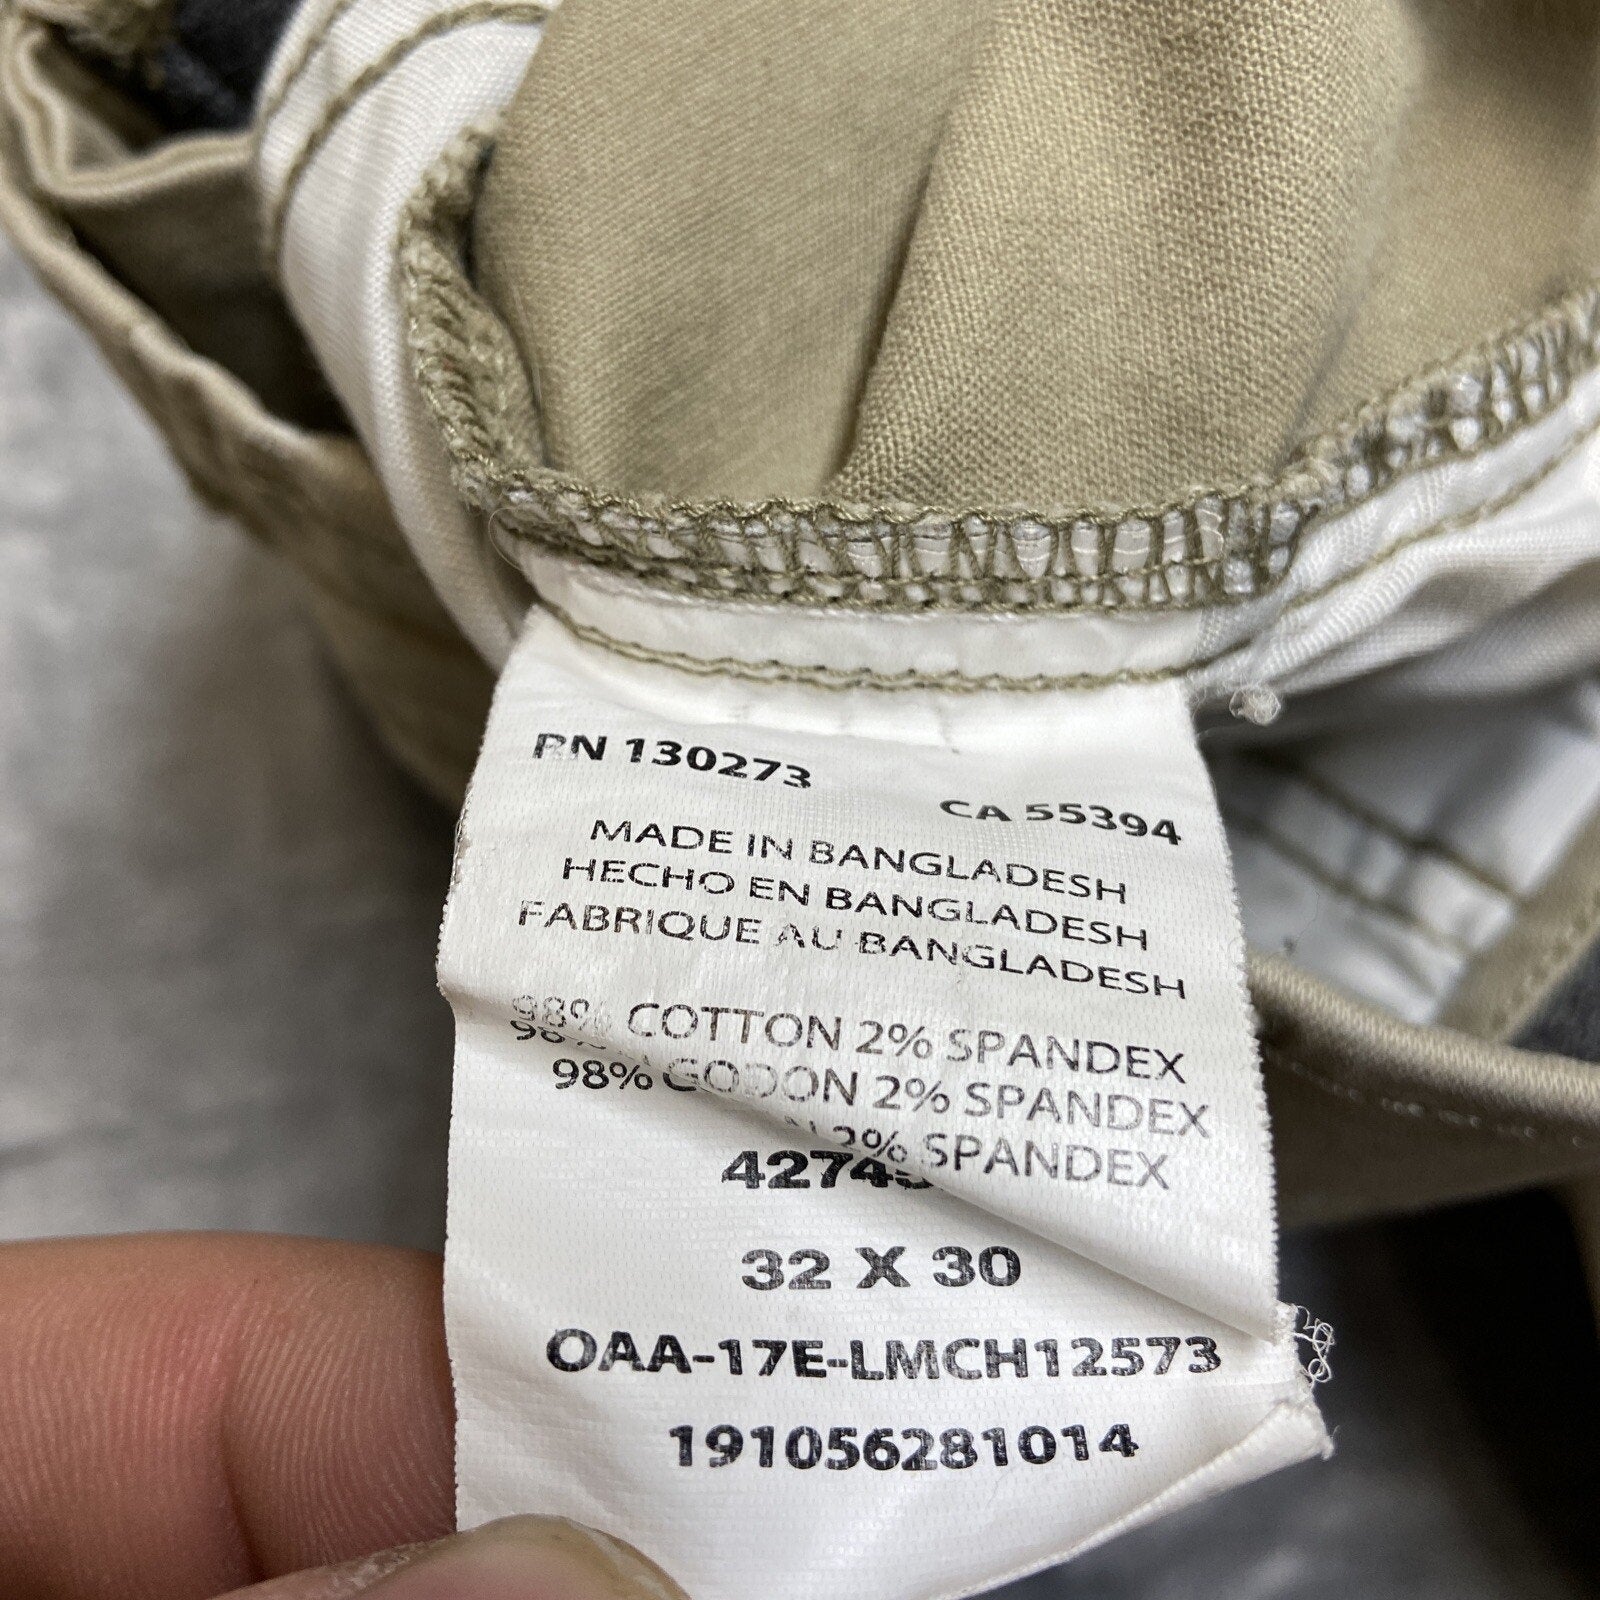 RN 130273
CA 55394
MADE IN BANGLADESH
HECHO EN BANGLADESH
FABRIQUE AU BANGLADESH
98% COTTON 2% SPANDEX
98% GODON 2% SPANDEX
2% SPANDEX
32 X 30
OAA-17E-LMCH12573
191056281014